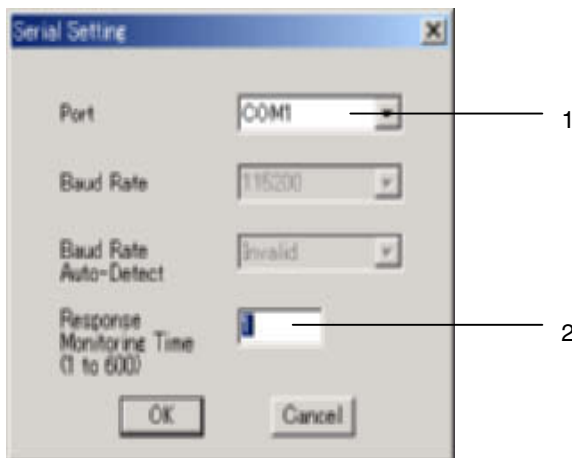 Serial Setting
Port
COM1
1
Baud Rate
115200
Baud Rate
Auto-Detect
Invalid
Response
Monitoring Time
(1 to 600)
2
OK
Cancel